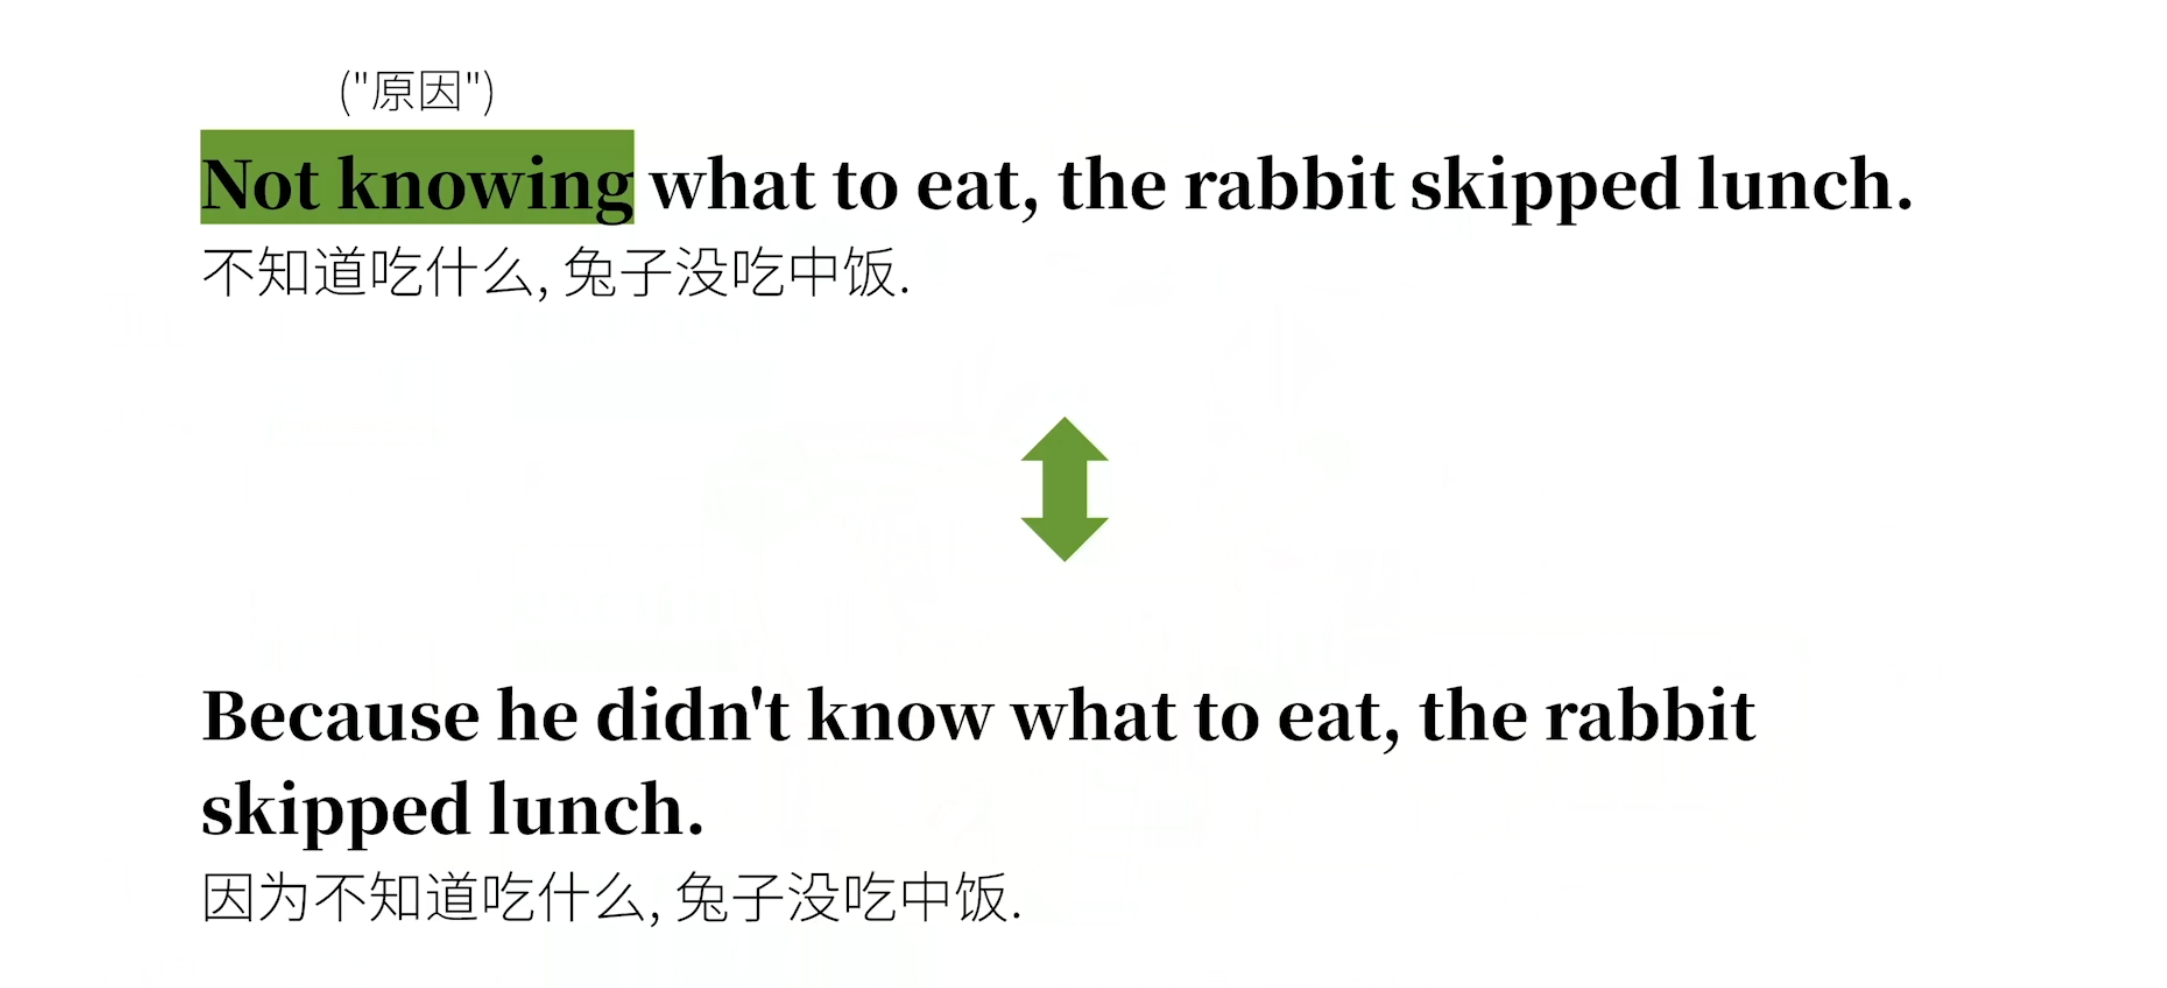 ("原因")
Not knowing what to eat, the rabbit skipped lunch.
不知道吃什么, 兔子没吃中饭.
Because he didn't know what to eat, the rabbit
skipped lunch.
因为不知道吃什么, 兔子没吃中饭.